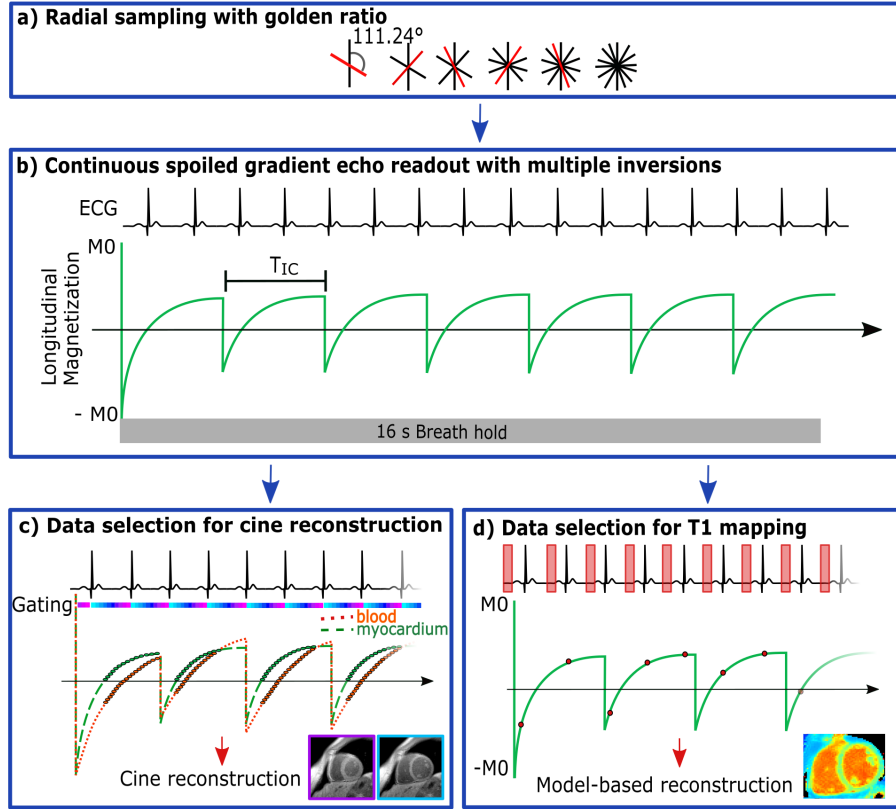 a) Radial sampling with golden ratio
111.24°
b) Continuous spoiled gradient echo readout with multiple inversions
ECG
M0
TIC
Longitudinal
Magnetization
- M0
16 s Breath hold
c) Data selection for cine reconstruction
Gating
blood
myocardium
Cine reconstruction
d) Data selection for T1 mapping
M0
-M0
Model-based reconstruction